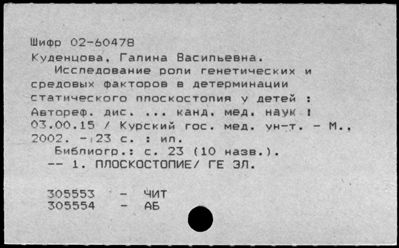 Шифр 02-60478
Куденцова, Галина Васильевна.
Исследование роли генетических и
средовых факторов в детерминации
статического плоскостопия у детей :
Автореф. дис. ... канд. мед. наук :
03.00.15 / Курский гос. мед. ун-т. - М.,
2002. - 23 с. : ил.
Библиогр.: с. 23 (10 назв.).
-- 1. ПЛОСКОСТОПИЕ/ ГЕ ЭЛ.
305553 - ЧИТ
305554 - АБ